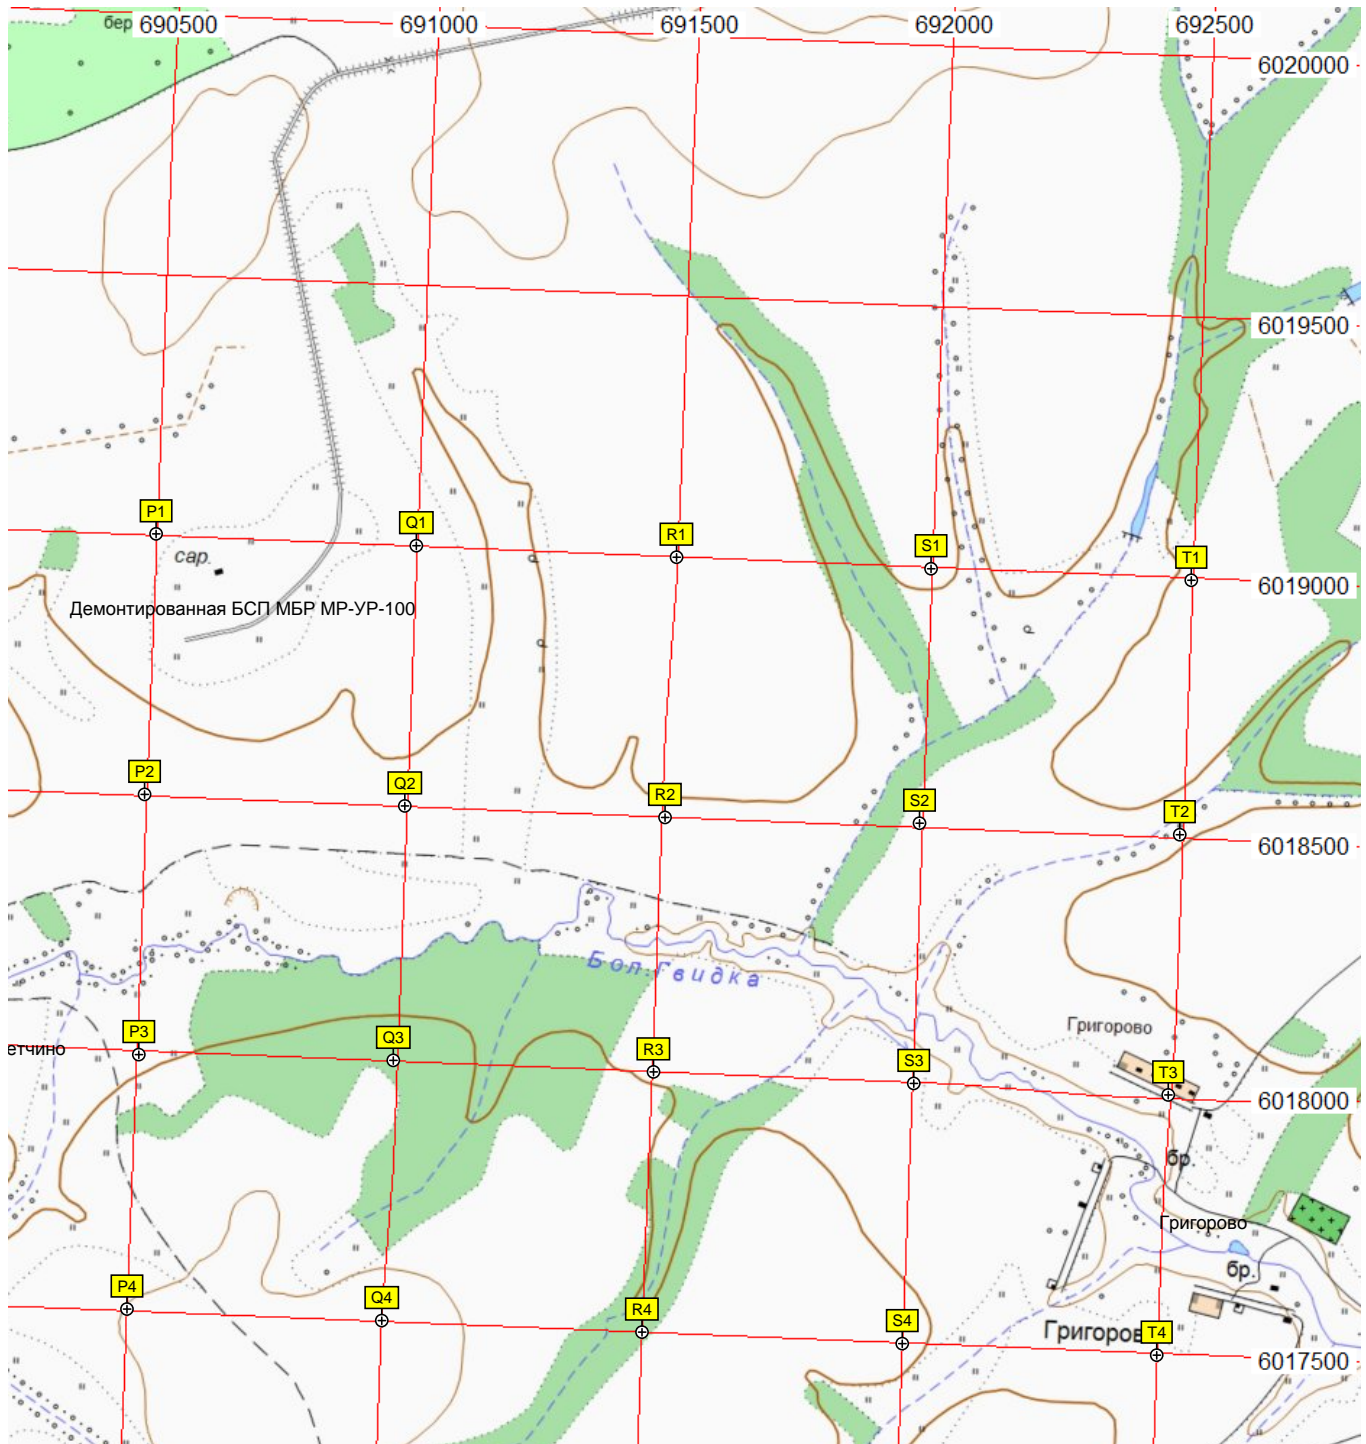 бер
690500
691000
691500
692000
692500
6020000
6019500
P1
Q1
R1
S1
T1
сар.
6019000
Демонтированная БСП МБР МР-УР-100
р
р
р
P2
Q2
R2
S2
T2
6018500
Бол. Гвидка
Григорово
P3
Q3
R3
S3
T3
етчино
6018000
бр.
Григорово
бр.
P4
Q4
R4
S4
T4
Григоров
6017500